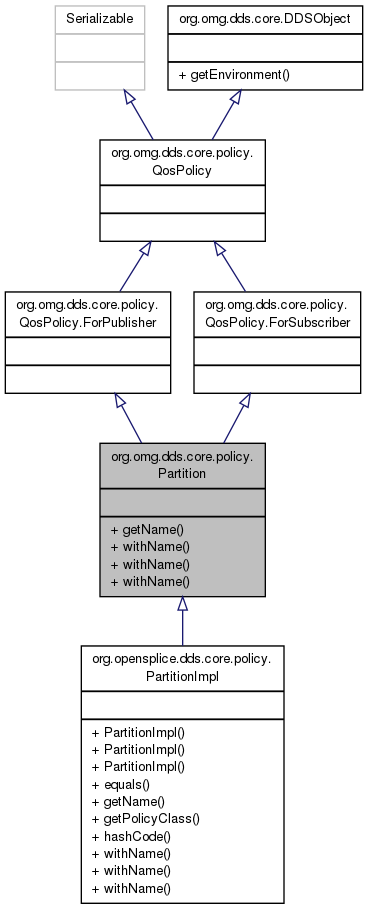 Serializable
org.omg.dds.core.DDSObject
+ getEnvironment()
org.omg.dds.core.policy.
QosPolicy
org.omg.dds.core.policy.
QosPolicy.ForPublisher
org.omg.dds.core.policy.
QosPolicy.ForSubscriber
org.omg.dds.core.policy.
Partition
+ getName()
+ withName()
+ withName()
+ withName()
org.opensplice.dds.core.policy.
PartitionImpl
+ PartitionImpl()
+ PartitionImpl()
+ PartitionImpl()
+ equals()
+ getName()
+ getPolicyClass()
+ hashCode()
+ withName()
+ withName()
+ withName()